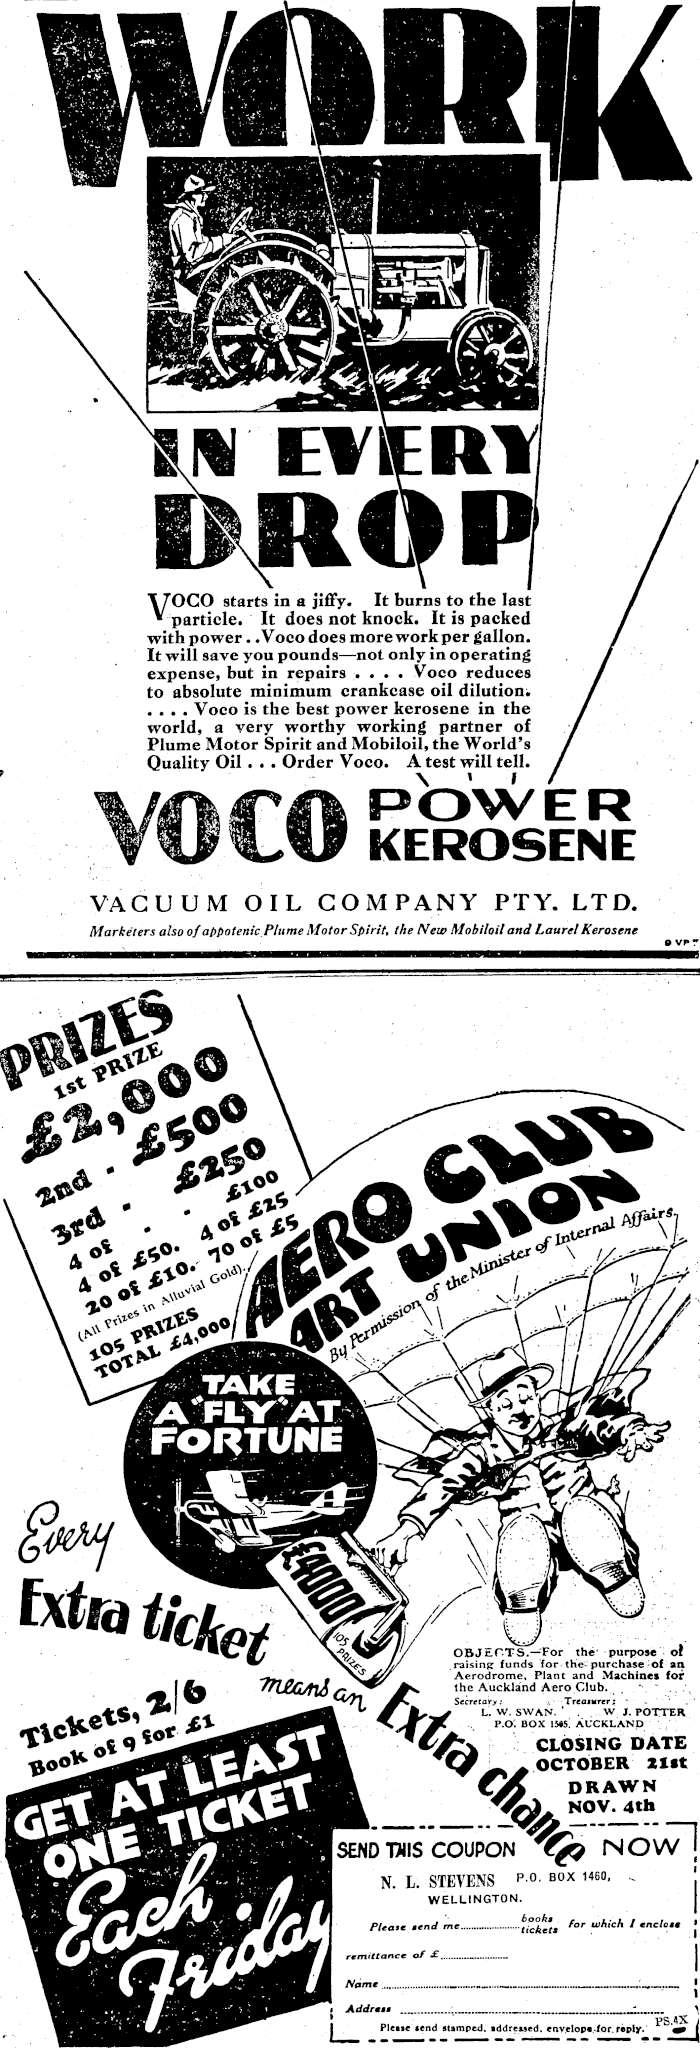 WORK
IN EVERY
DROP
VOCO starts in a jiffy. It burns to the last
particle. It does not knock. It is packed
with power . . Voco does more work per gallon.
It will save you pounds—not only in operating
expense, but in repairs . . . . Voco reduces
to absolute minimum crankcase oil dilution.
. . . . Voco is the best power kerosene in the
world, a very worthy working partner of
Plume Motor Spirit and Mobiloil, the World's
Quality Oil . . . Order Voco. A test will tell.
VOCO POWER
KEROSENE
VACUUM OIL COMPANY PTY. LTD.
Marketers also of appotenic Plume Motor Spirit, the New Mobiloil and Laurel Kerosene
PRIZES
1st PRIZE
£2,000
2nd - £500
3rd - £250
4 of - - £100
4 of £50. 4 of £25
20 of £10. 70 of £5
(All Prizes in Alluvial Gold).
105 PRIZES
TOTAL £4,000
AERO CLUB
ART UNION
By Permission of the Minister of Internal Affairs.
TAKE
A "FLY" AT
FORTUNE
£4000
105
PRIZES
Every
Extra ticket
means an
Extra chance
OBJECTS.—For the purpose of
raising funds for the purchase of an
Aerodrome, Plant and Machines for
the Auckland Aero Club.
Secretary: Treasurer:
L. W. SWAN. W. J. POTTER
P.O. BOX 1595, AUCKLAND
CLOSING DATE
OCTOBER 21st
DRAWN
NOV. 4th
Tickets, 2/6
Book of 9 for £1
GET AT LEAST
ONE TICKET
Each
Friday
SEND THIS COUPON NOW
N. L. STEVENS P.O. BOX 1460,
WELLINGTON.
Please send me books
tickets for which I enclose
remittance of £
Name
Address
Please send stamped, addressed, envelope for reply.
PS.4X